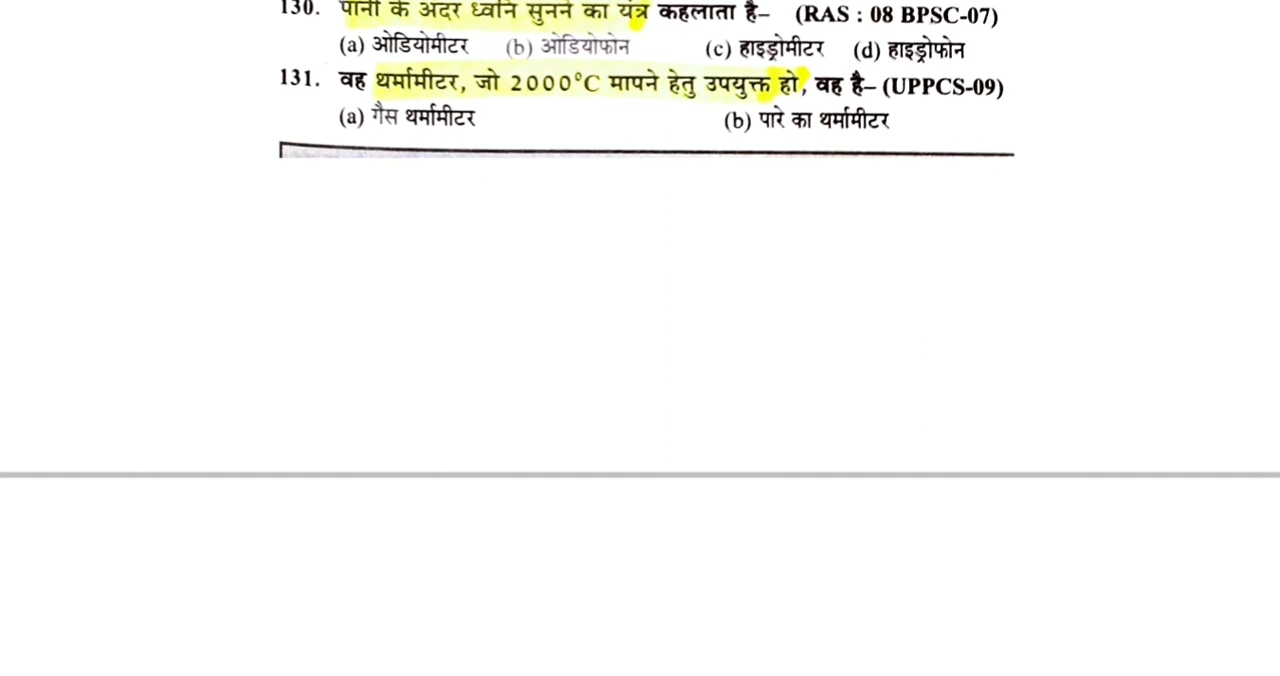 130. पानी के अंदर ध्वनि सुनने का यंत्र कहलाता है– (RAS : 08 BPSC-07)
(a) ओडियोमीटर (b) ओडियोफोन (c) हाइड्रोमीटर (d) हाइड्रोफोन
131. वह थर्मामीटर, जो 2000°C मापने हेतु उपयुक्त हो, वह है– (UPPCS-09)
(a) गैस थर्मामीटर (b) पारे का थर्मामीटर